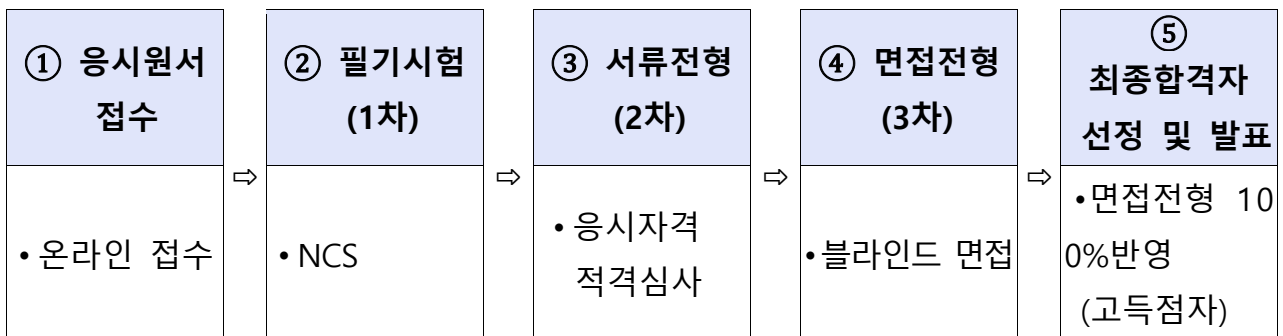 ① 응시원서
접수
• 온라인 접수
⇨
② 필기시험
(1차)
• NCS
⇨
③ 서류전형
(2차)
• 응시자격
적격심사
⇨
④ 면접전형
(3차)
•블라인드 면접
⇨
⑤
최종합격자
선정 및 발표
•면접전형 10
0%반영
(고득점자)